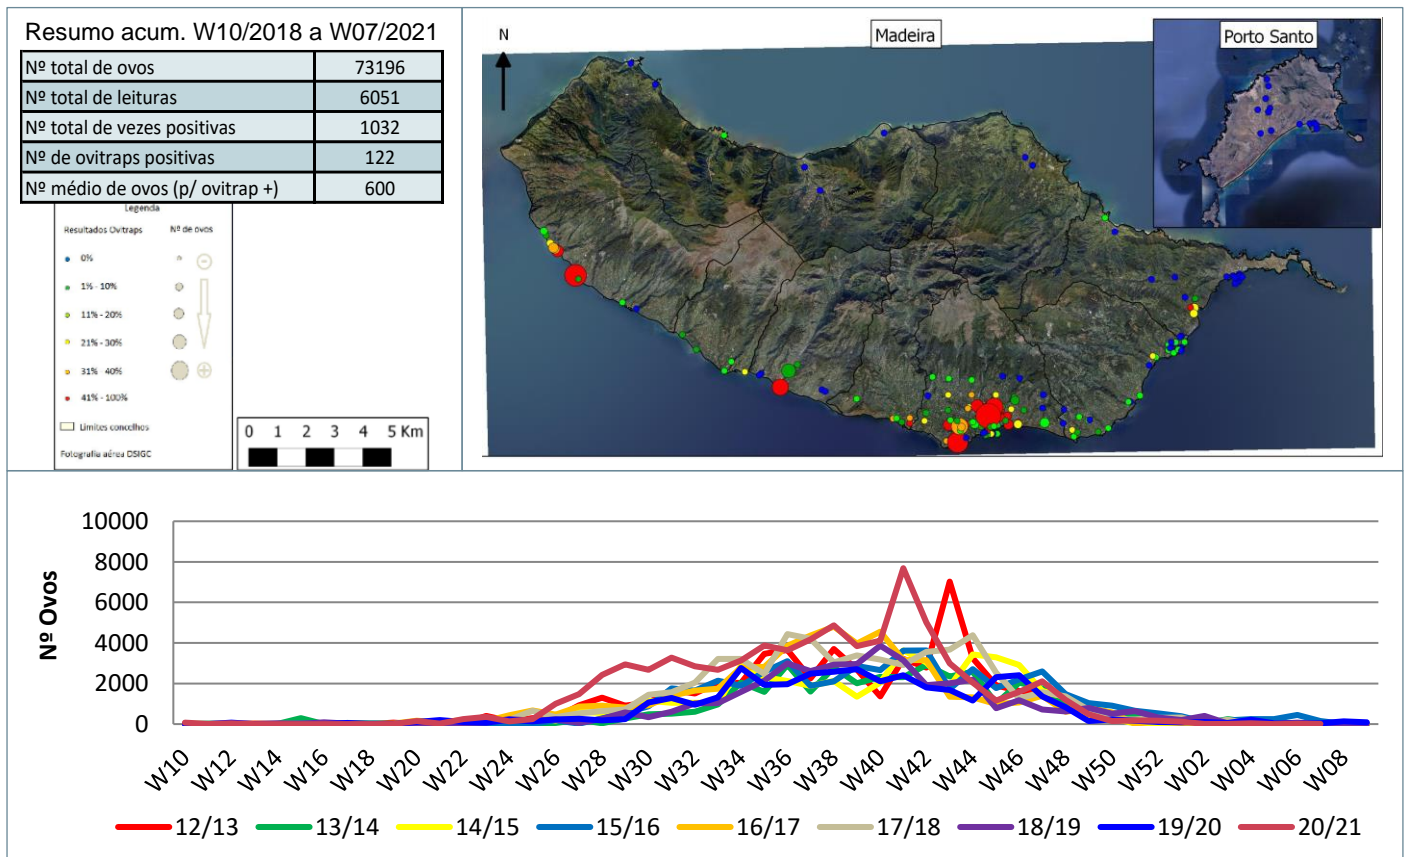 Resumo acum. W10/2018 a W07/2021
Nº total de ovos 73196
Nº total de leituras 6051
Nº total de vezes positivas 1032
Nº de ovitraps positivas 122
Nº médio de ovos (p/ ovitrap +) 600
Legenda
Resultados Ovitraps Nº de ovos
0%
1% - 10%
11% - 20%
21% - 30%
31% - 40%
41% - 100%
Limites concelhos
Fotografia aérea DSIGC
0 1 2 3 4 5 Km
N
Madeira
Porto Santo
Nº Ovos
10000
8000
6000
4000
2000
0
W10 W12 W14 W16 W18 W20 W22 W24 W26 W28 W30 W32 W34 W36 W38 W40 W42 W44 W46 W48 W50 W52 W02 W04 W06 W08
12/13 13/14 14/15 15/16 16/17 17/18 18/19 19/20 20/21